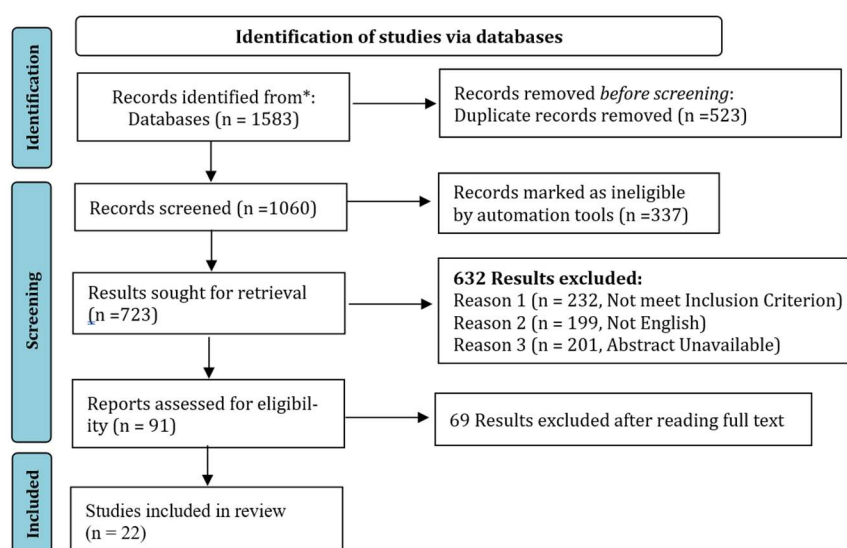 Identification of studies via databases
Identification
Records identified from*:
Databases (n = 1583)
Records removed before screening:
Duplicate records removed (n =523)
Screening
Records screened (n =1060)
Records marked as ineligible
by automation tools (n =337)
Results sought for retrieval
(n =723)
632 Results excluded:
Reason 1 (n = 232, Not meet Inclusion Criterion)
Reason 2 (n = 199, Not English)
Reason 3 (n = 201, Abstract Unavailable)
Reports assessed for eligibil-
ity (n = 91)
69 Results excluded after reading full text
Included
Studies included in review
(n = 22)